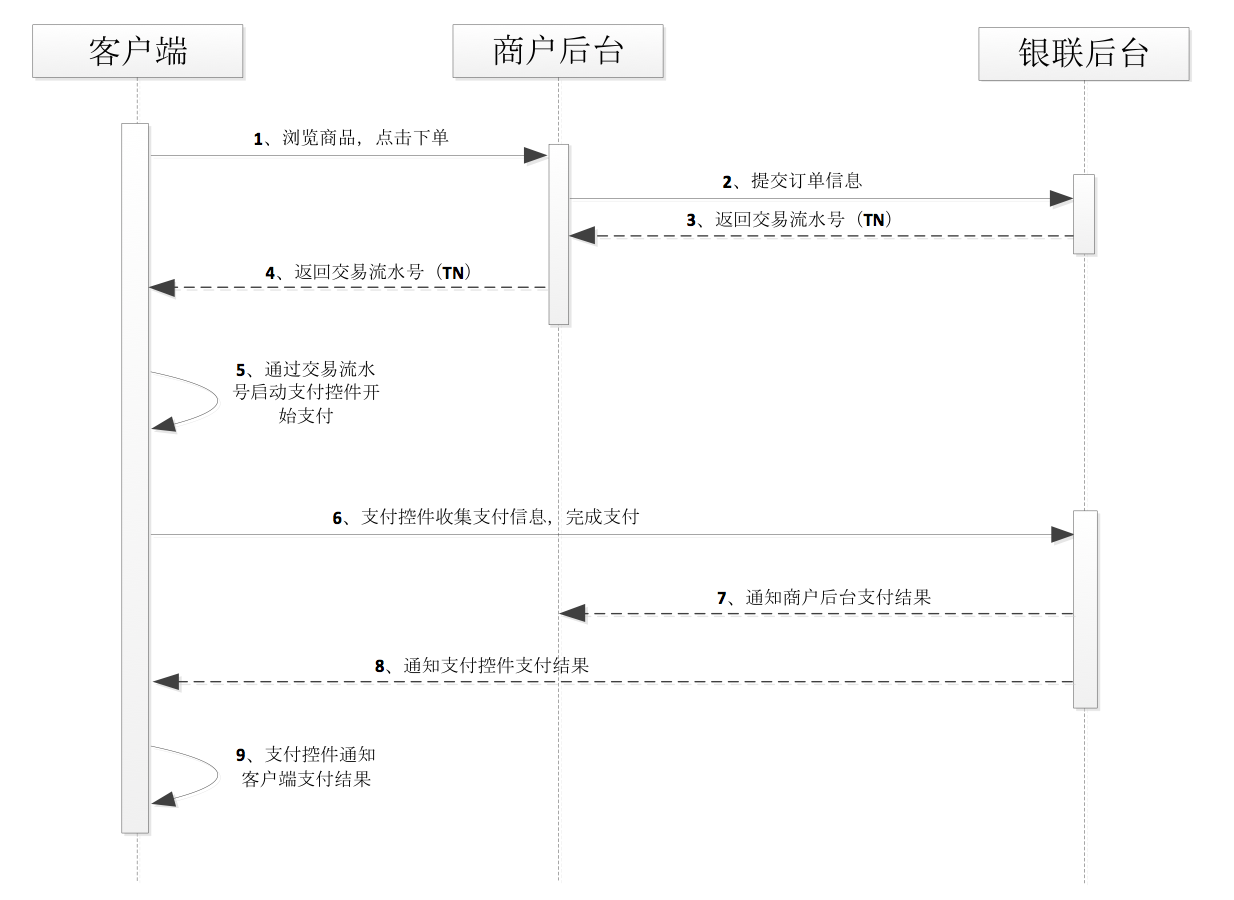 客户端
商户后台
银联后台
1、浏览商品，点击下单
2、提交订单信息
3、返回交易流水号（TN）
4、返回交易流水号（TN）
5、通过交易流水
号启动支付控件开
始支付
6、支付控件收集支付信息，完成支付
7、通知商户后台支付结果
8、通知支付控件支付结果
9、支付控件通知
客户端支付结果